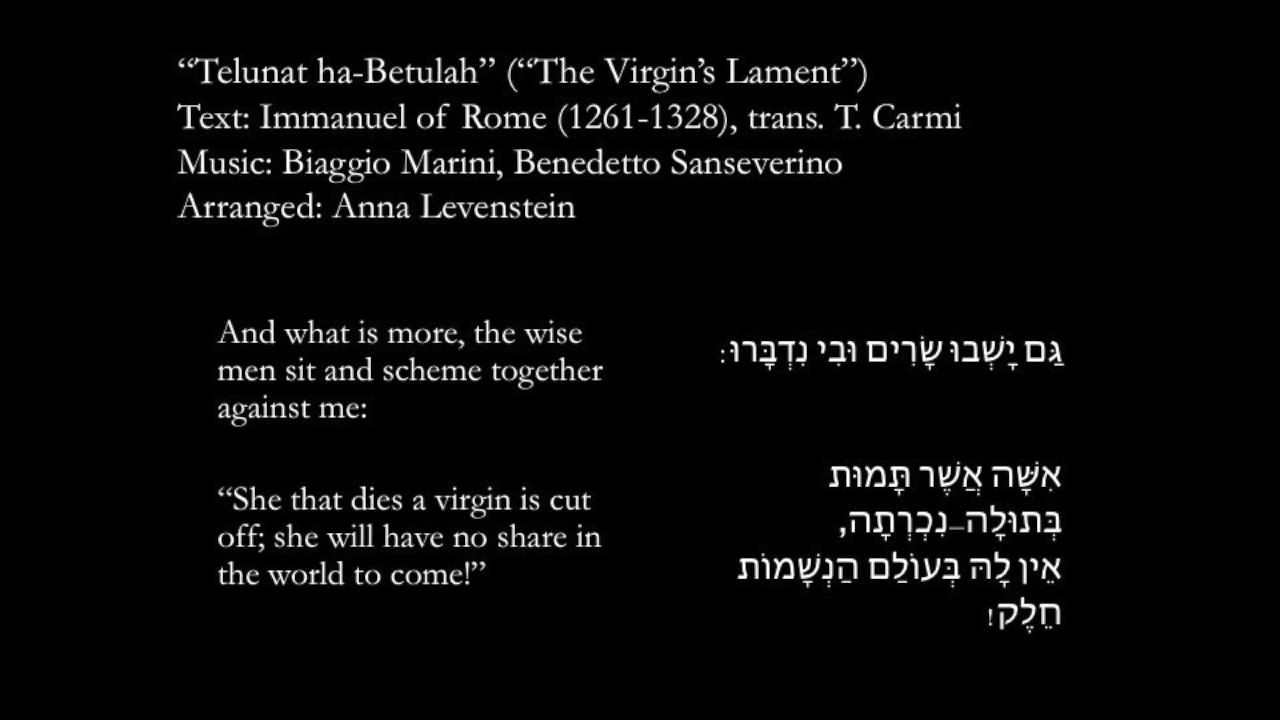 “Telunat ha-Betulah” (“The Virgin’s Lament”)
Text: Immanuel of Rome (1261-1328), trans. T. Carmi
Music: Biaggio Marini, Benedetto Sanseverino
Arranged: Anna Levenstein
And what is more, the wise
men sit and scheme together
against me:
“She that dies a virgin is cut
off; she will have no share in
the world to come!”
גַּם יָשְׁבוּ שָׂרִים וּבִי נִדְבָּרוּ:
אִשָּׁה אֲשֶׁר תָּמוּת
בְּתוּלָה–נִכְרְתָה,
אֵין לָהּ בְּעוֹלַם הַנְשָׁמוֹת
חֵלֶק!